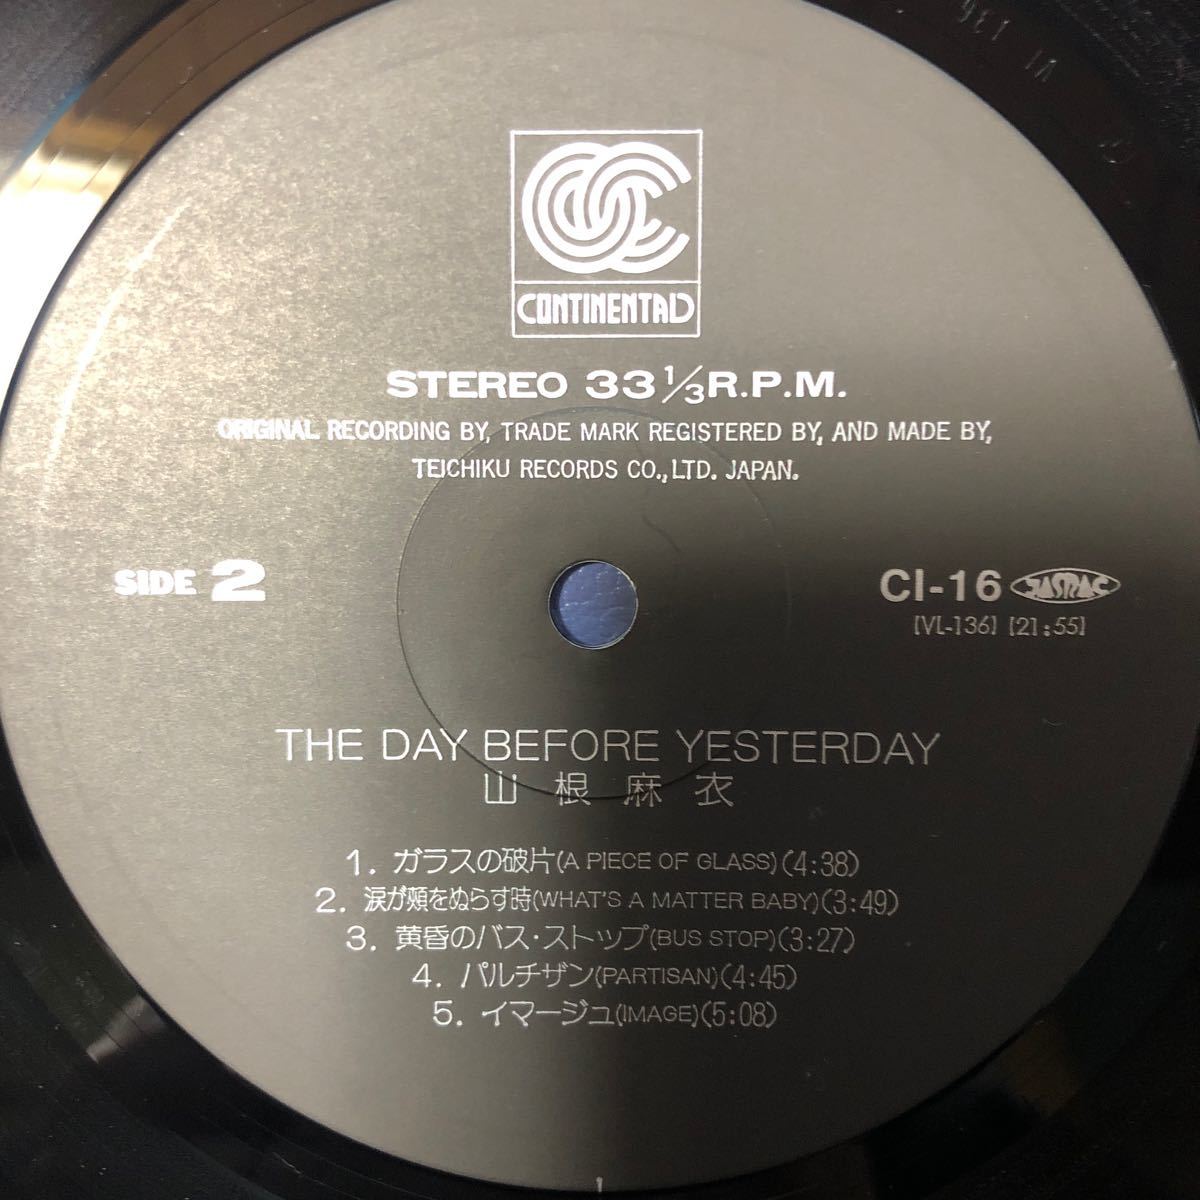 CONTINENTAL
STEREO 33 1/3 R.P.M.
ORIGINAL RECORDING BY, TRADE MARK REGISTERED BY, AND MADE BY,
TEICHIKU RECORDS CO., LTD. JAPAN.
SIDE 2
CI-16 JASRAC
[VL-136] [21:55]
THE DAY BEFORE YESTERDAY
山根麻衣
1. ガラスの破片(A PIECE OF GLASS)(4:38)
2. 涙が頬をぬらす時(WHAT'S A MATTER BABY)(3:49)
3. 黄昏のバス・ストップ(BUS STOP)(3:27)
4. パルチザン(PARTISAN)(4:45)
5. イマージュ(IMAGE)(5:08)